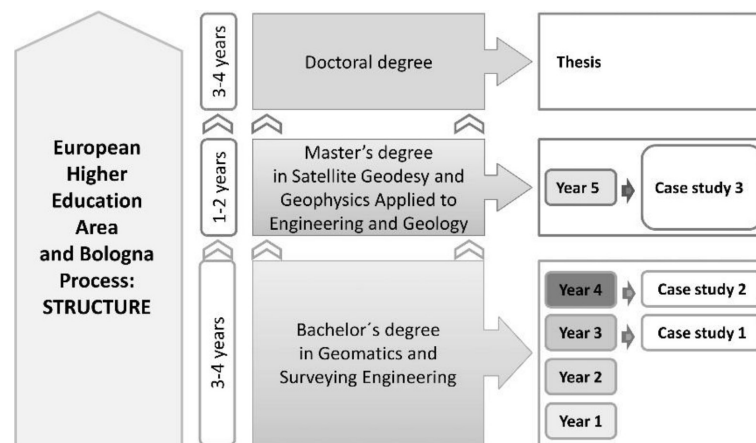 European
Higher
Education
Area
and Bologna
Process:
STRUCTURE
3-4 years
Doctoral degree
Thesis
1-2 years
Master's degree
in Satellite Geodesy and
Geophysics Applied to
Engineering and Geology
Year 5
Case study 3
3-4 years
Bachelor´s degree
in Geomatics and
Surveying Engineering
Year 4
Case study 2
Year 3
Case study 1
Year 2
Year 1